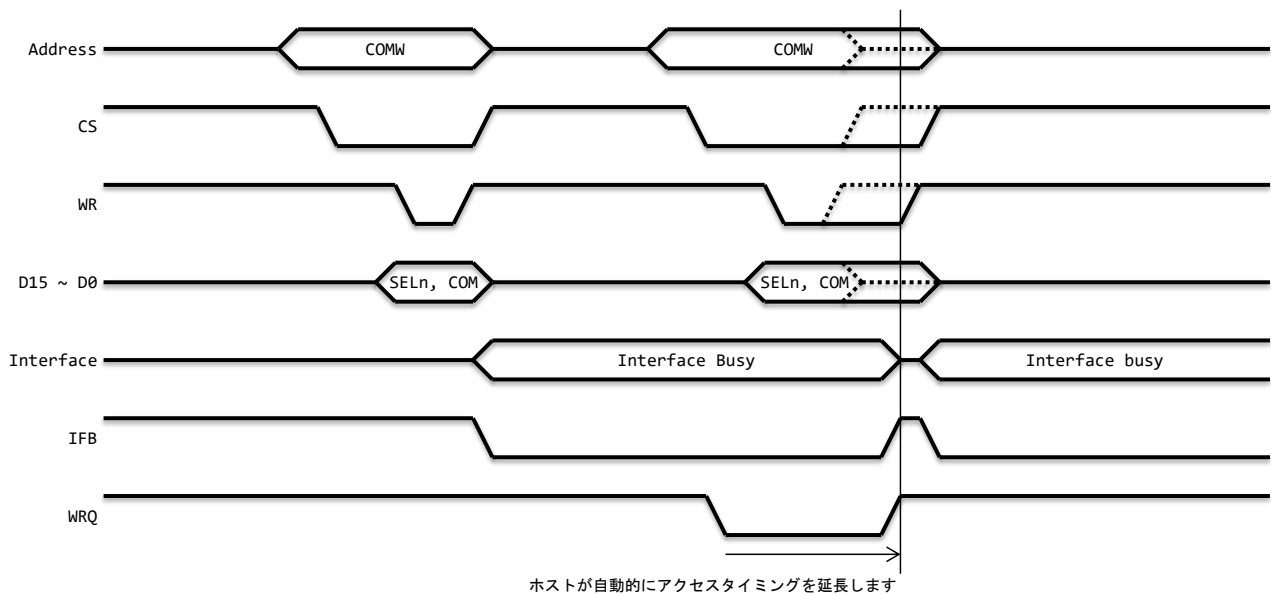 Address
COMW
COMW
CS
WR
D15 ~ D0
SELn, COM
SELn, COM
Interface
Interface Busy
Interface busy
IFB
WRQ
ホストが自動的にアクセスタイミングを延長します